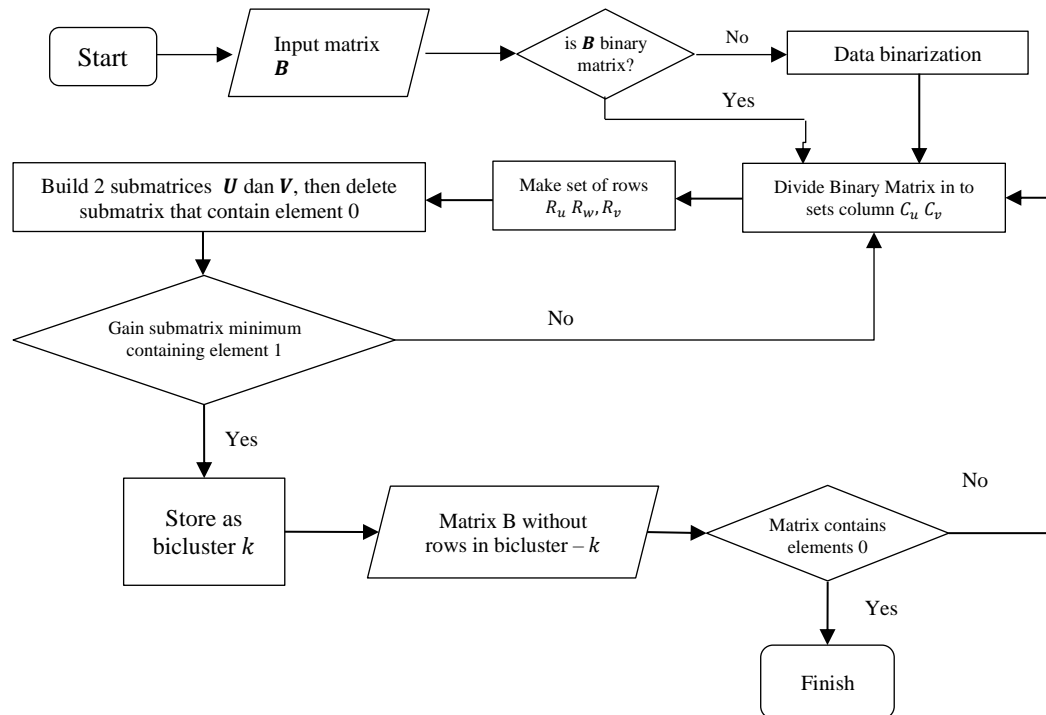 Start
Input matrix
B
is B binary
matrix?
No
Data binarization
Yes
Build 2 submatrices U dan V, then delete
submatrix that contain element 0
Make set of rows
R_u R_w, R_v
Divide Binary Matrix in to
sets column C_u C_v
Gain submatrix minimum
containing element 1
No
Yes
Store as
bicluster k
Matrix B without
rows in bicluster – k
Matrix contains
elements 0
No
Yes
Finish